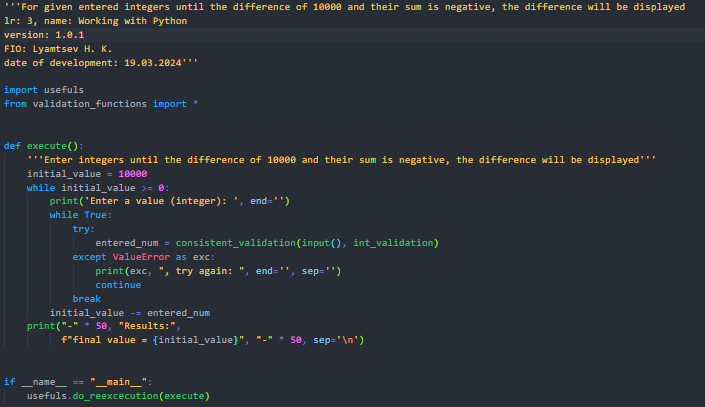 '''For given entered integers until the difference of 10000 and their sum is negative, the difference will be displayed
lr: 3, name: Working with Python
version: 1.0.1
FIO: Lyamtsev H. K.
date of development: 19.03.2024'''
import usefuls
from validation_functions import *
def execute():
    '''Enter integers until the difference of 10000 and their sum is negative, the difference will be displayed'''
    initial_value = 10000
    while initial_value >= 0:
        print('Enter a value (integer): ', end='')
        while True:
            try:
                entered_num = consistent_validation(input(), int_validation)
            except ValueError as exc:
                print(exc, ", try again: ", end='', sep='')
                continue
            break
        initial_value -= entered_num
    print("-" * 50, "Results:",
          f"final value = {initial_value}", "-" * 50, sep='\n')
if __name__ == "__main__":
    usefuls.do_reexcecution(execute)